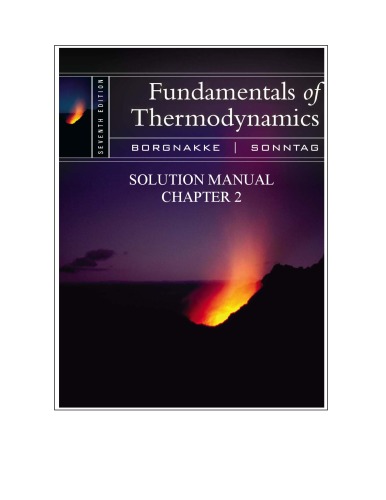 SEVENTH EDITION
Fundamentals of
Thermodynamics
BORGNAKKE | SONNTAG
SOLUTION MANUAL
CHAPTER 2